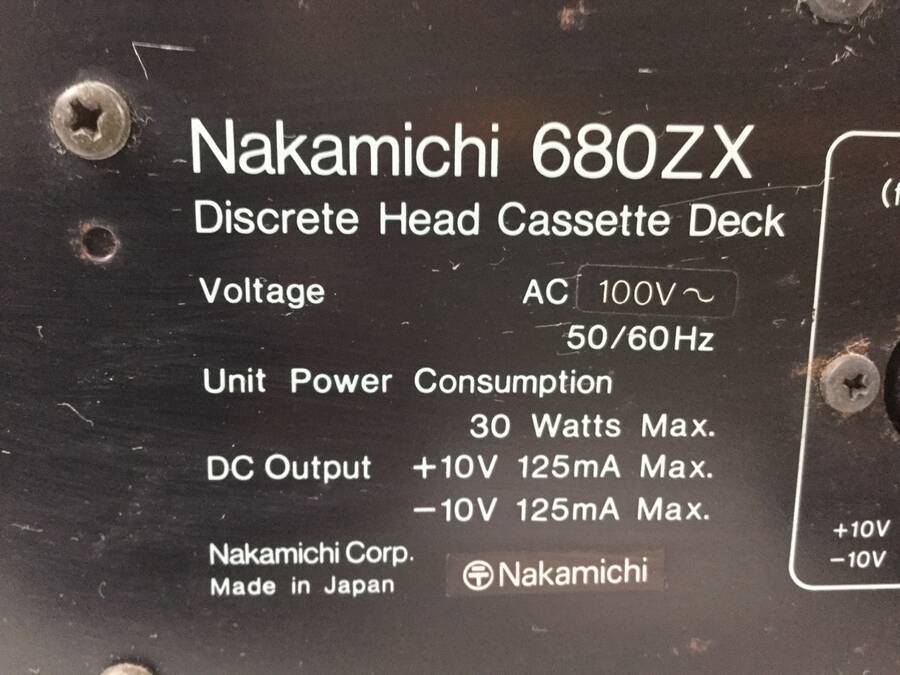 Nakamichi 680ZX
Discrete Head Cassette Deck
Voltage AC 100V～
50/60Hz
Unit Power Consumption
30 Watts Max.
DC Output +10V 125mA Max.
−10V 125mA Max.
Nakamichi Corp.
Made in Japan
〒 Nakamichi
+10V
−10V